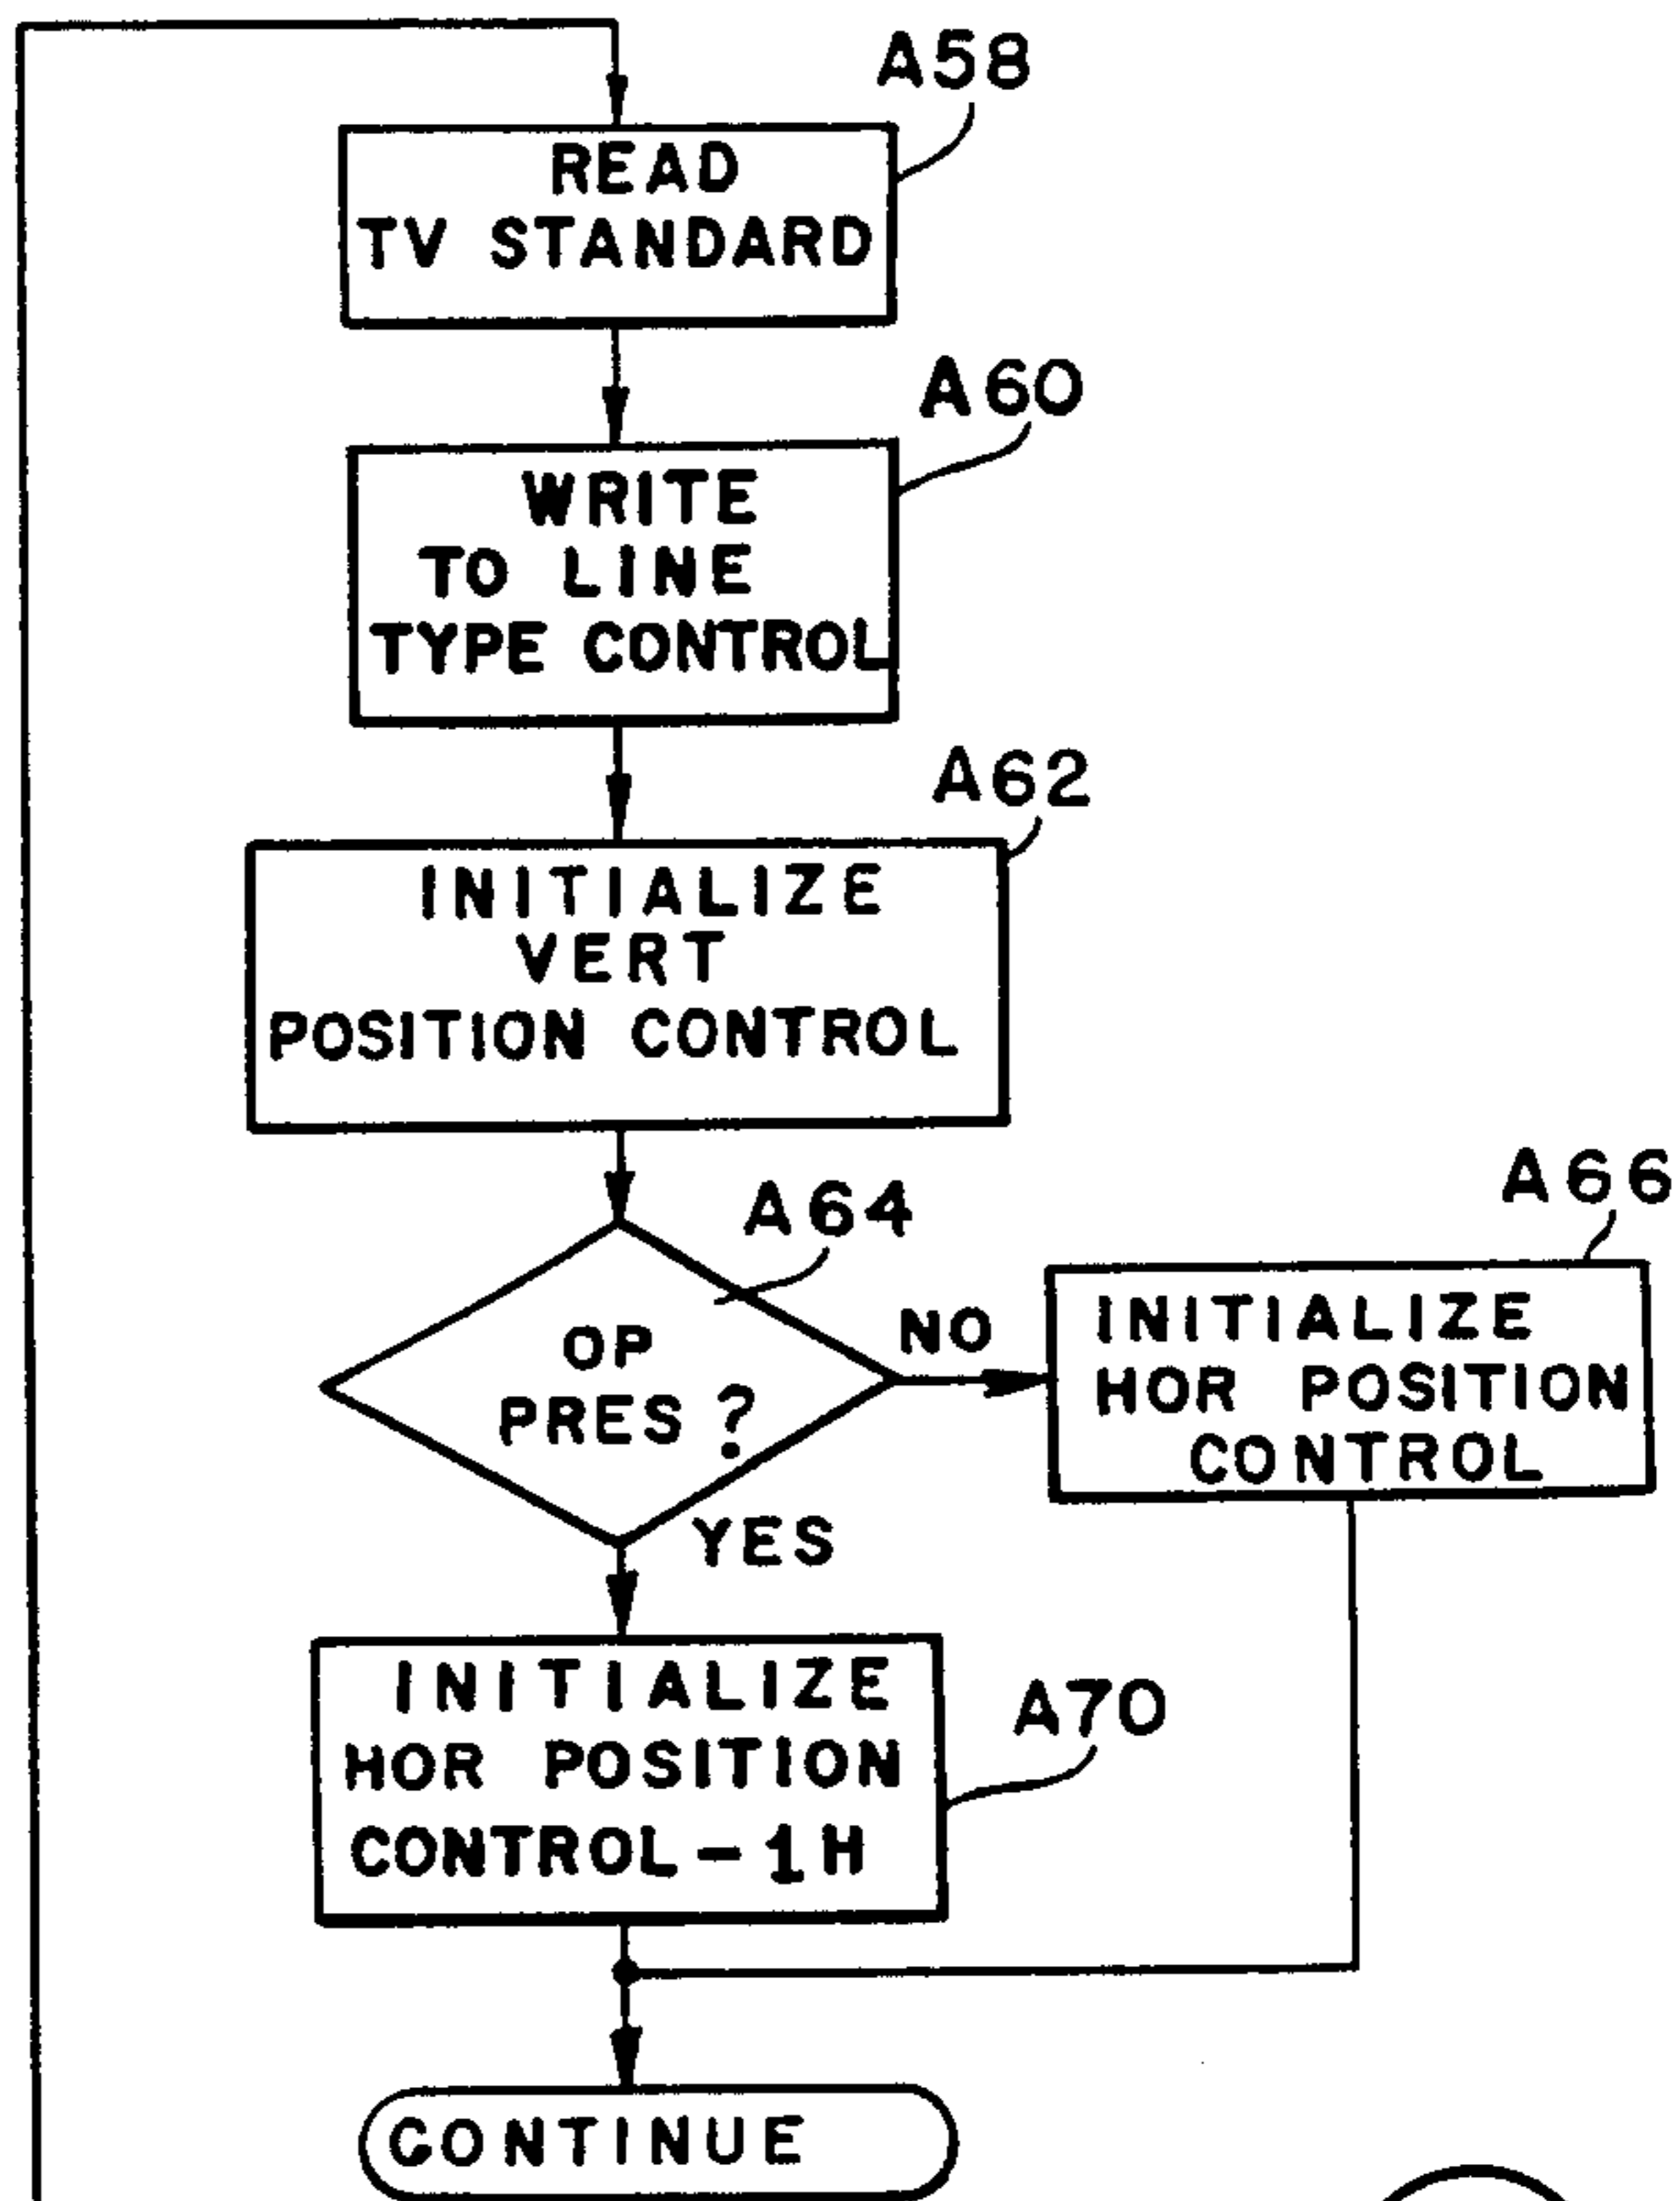 A58
READ
TV STANDARD
A60
WRITE
TO LINE
TYPE CONTROL
A62
INITIALIZE
VERT
POSITION CONTROL
A64
OP
PRES ?
NO
A66
INITIALIZE
HOR POSITION
CONTROL
YES
INITIALIZE
HOR POSITION
CONTROL-1H
A70
CONTINUE